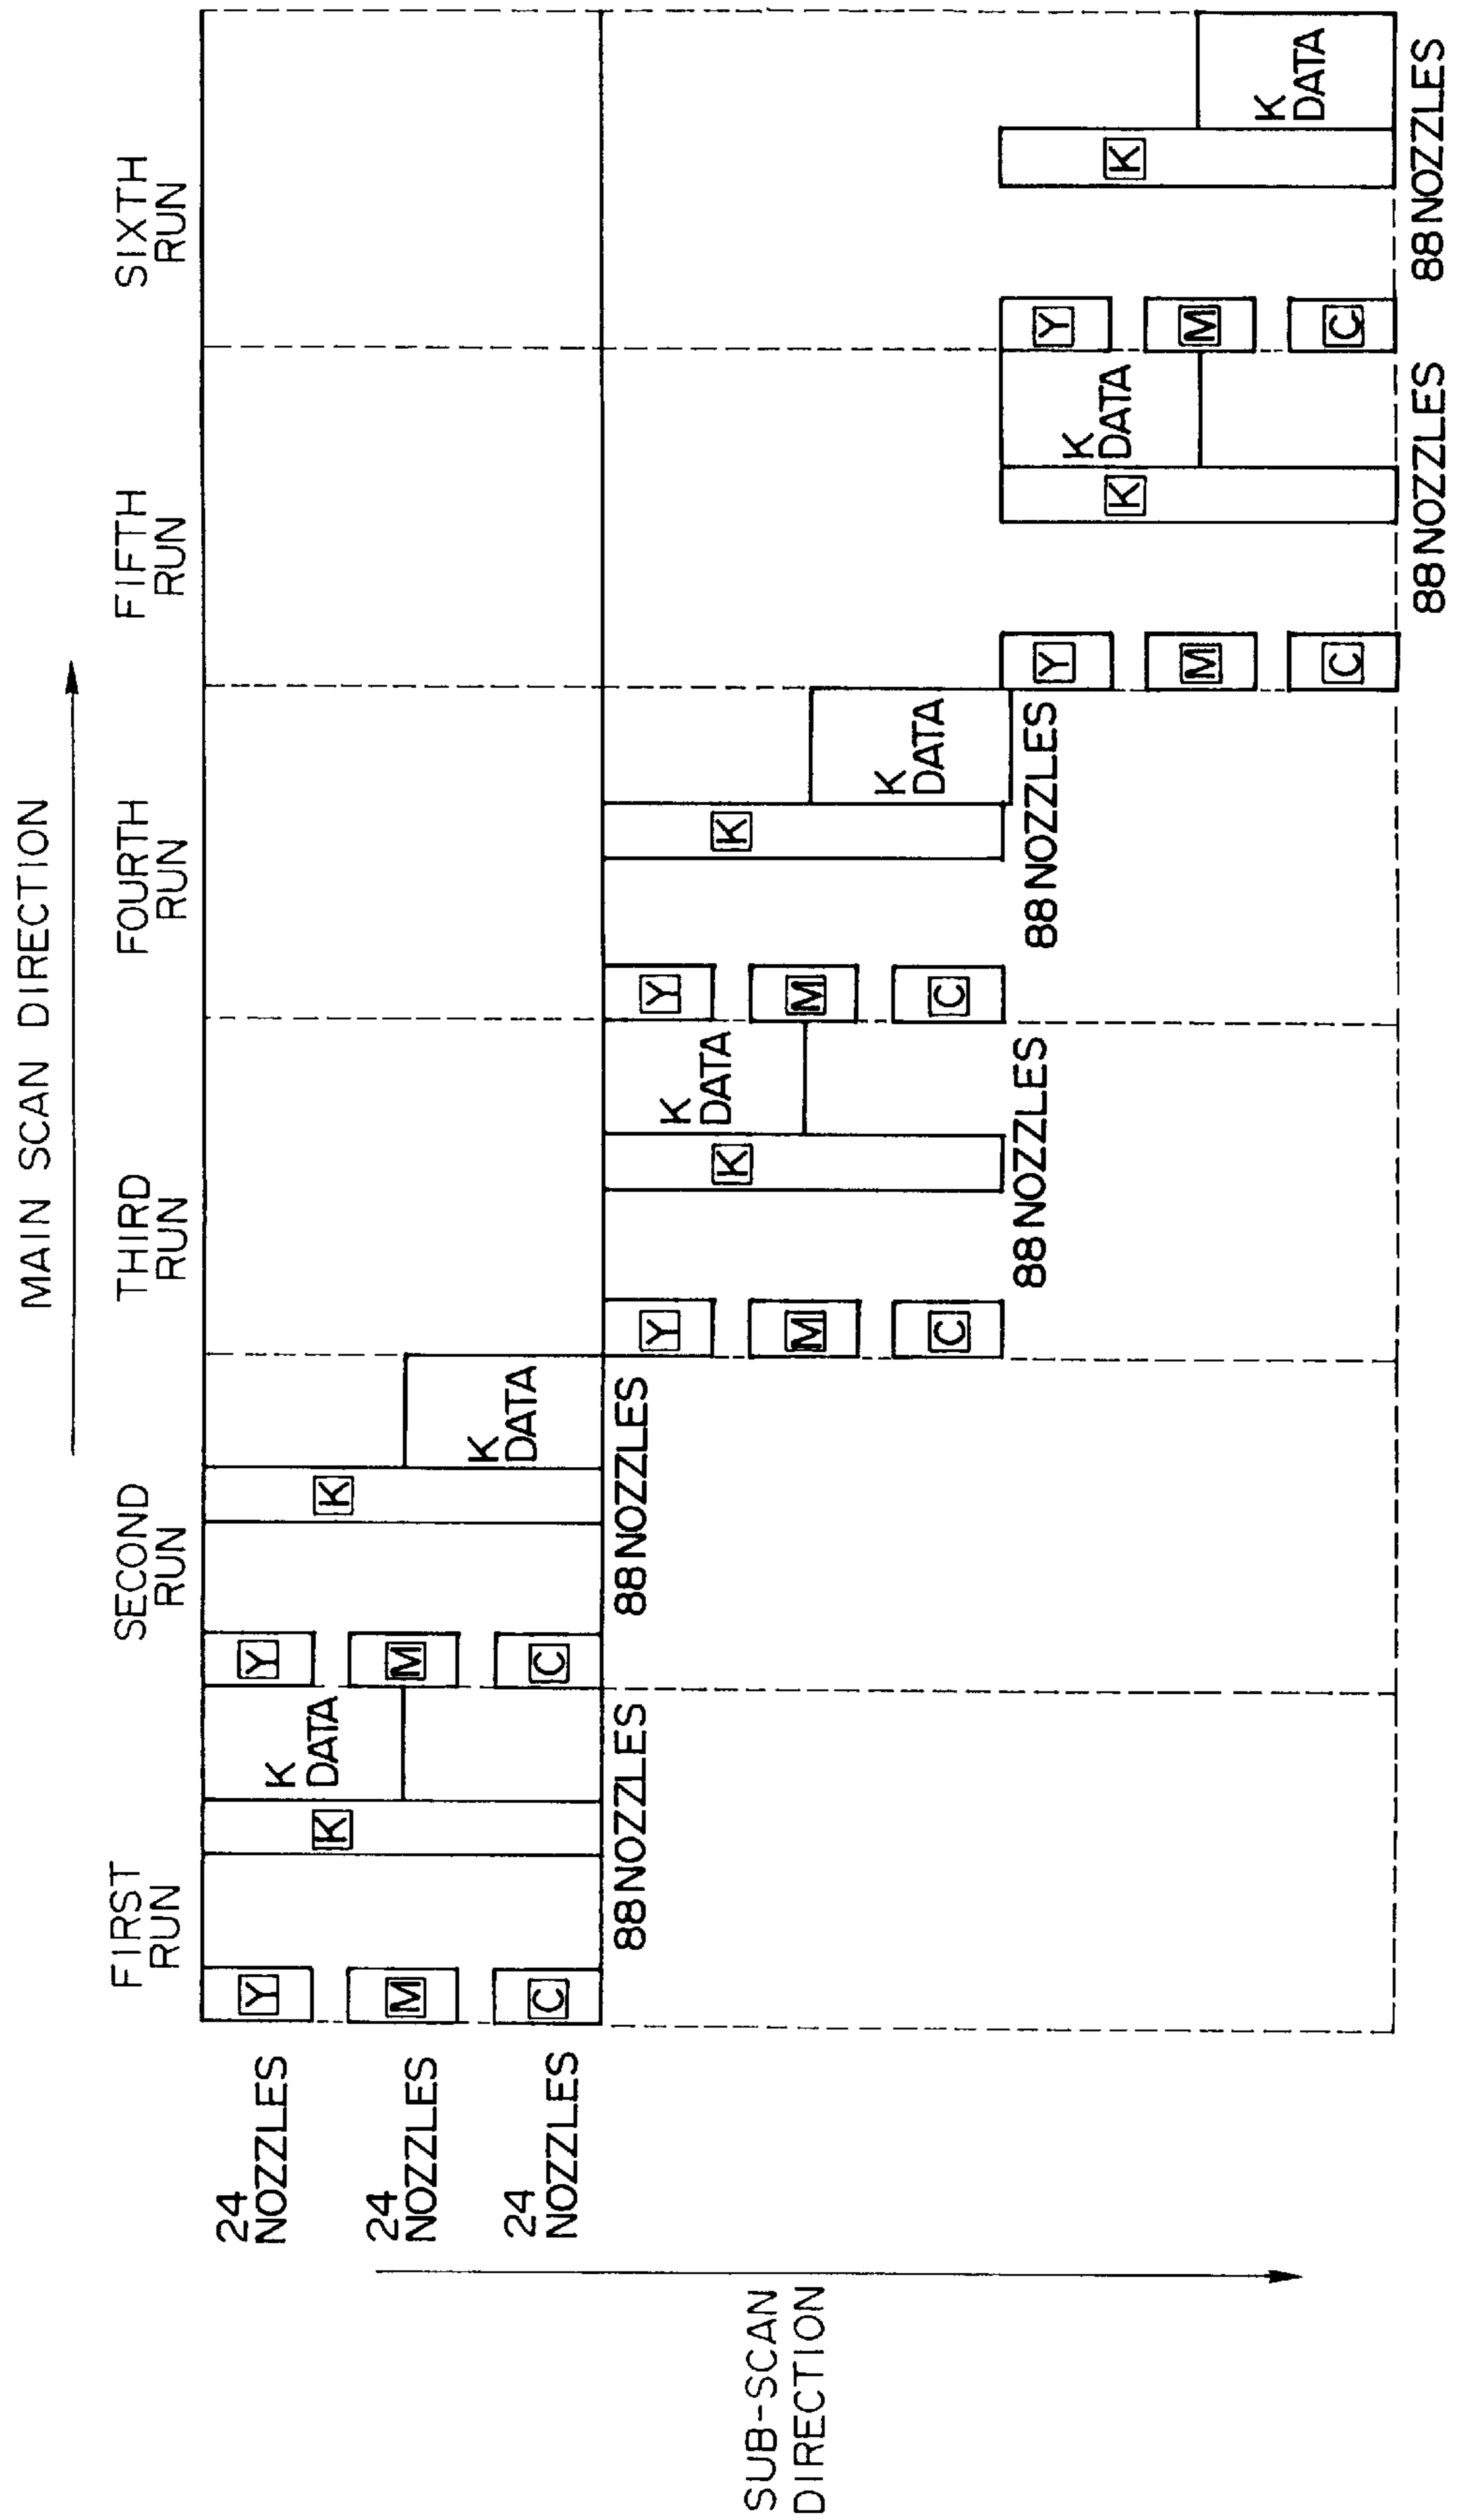 MAIN SCAN DIRECTION
FIRST
RUN
SECOND
RUN
THIRD
RUN
FOURTH
RUN
FIFTH
RUN
SIXTH
RUN
24
NOZZLES
24
NOZZLES
24
NOZZLES
SUB-SCAN
DIRECTION
Y
M
C
K
K
DATA
88 NOZZLES
Y
M
C
K
K
DATA
88 NOZZLES
Y
M
C
K
K
DATA
88 NOZZLES
Y
M
C
K
K
DATA
88 NOZZLES
Y
M
C
K
K
DATA
88 NOZZLES
Y
M
C
K
K
DATA
88 NOZZLES